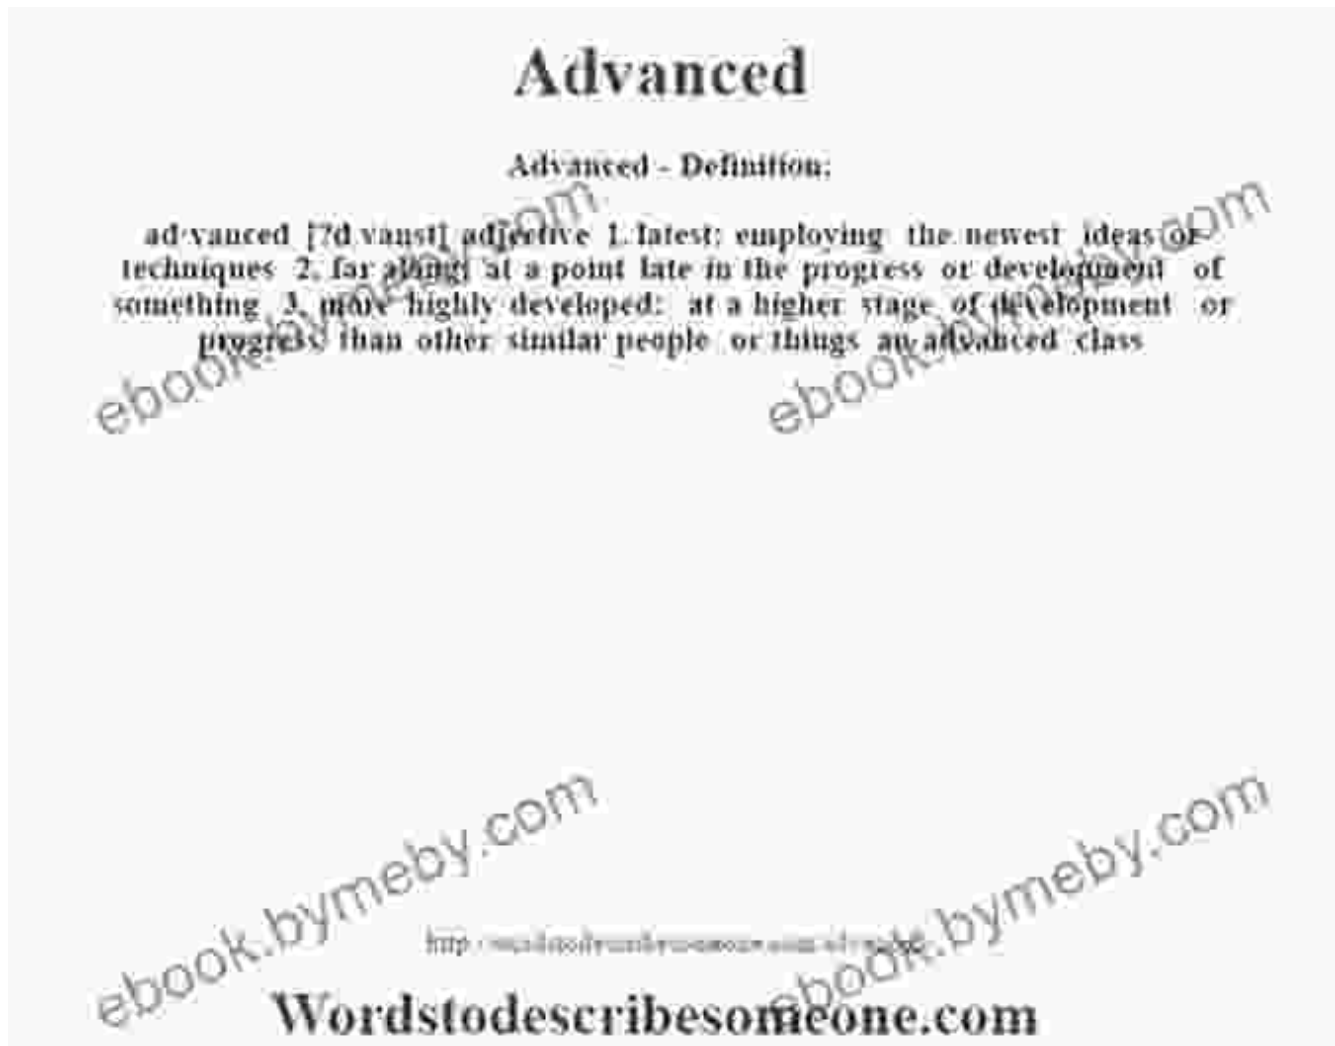 Advanced
Advanced - Definition:
ad·vanced [?d vanst] adjective 1. latest: employing the newest ideas or
techniques 2. far along: at a point late in the progress or development of
something 3. more highly developed: at a higher stage of development or
progress than other similar people or things an advanced class
ebook.bymeby.com
ebook.bymeby.com
ebook.bymeby.com
ebook.bymeby.com
http
Wordstodescribesomeone.com